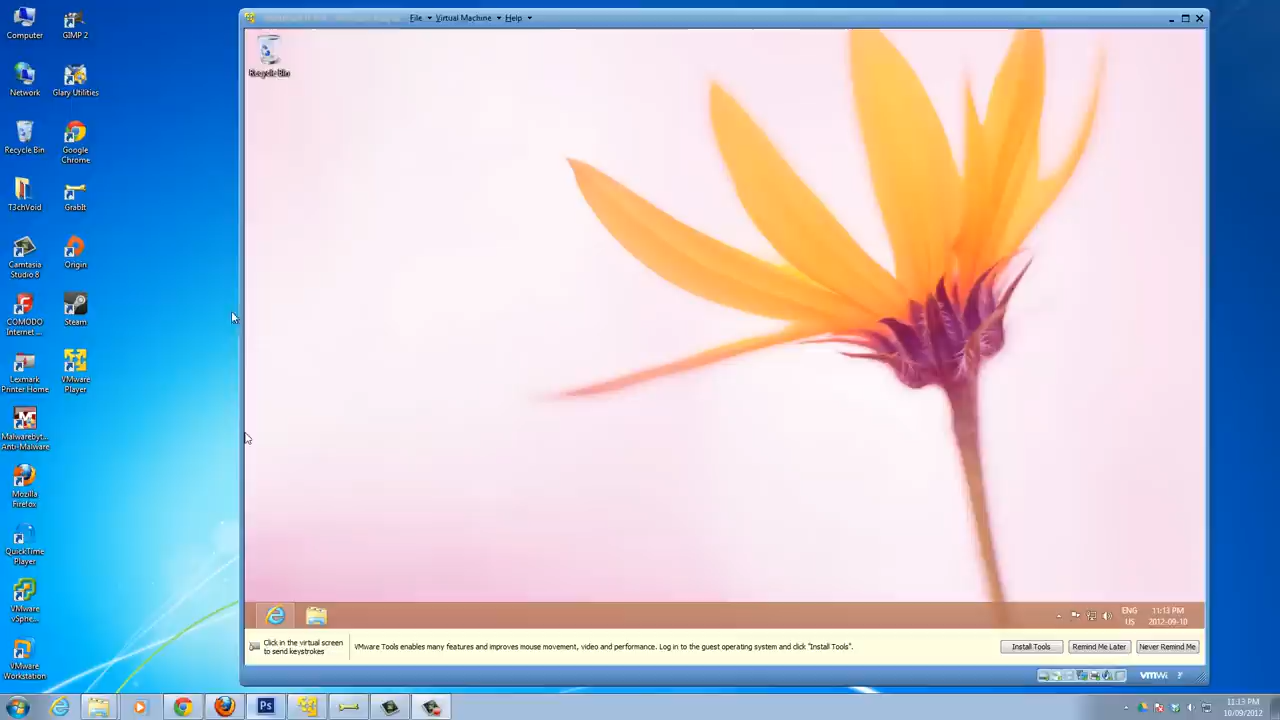 File Virtual Machine Help
Computer
GIMP 2
Network
Glary Utilities
Recycle Bin
Google
Chrome
T3chVoid
GrabIt
Camtasia
Studio 8
Origin
COMODO
Internet ...
Steam
Lexmark
Printer Home
VMware
Player
Malwarebyt...
Anti-Malware
Mozilla
Firefox
QuickTime
Player
VMware
vSphe...
VMware
Workstation
Recycle Bin
ENG
US
11:13 PM
2012-09-10
Click in the virtual screen
to send keystrokes
VMware Tools enables many features and improves mouse movement, video and performance. Log in to the guest operating system and click "Install Tools".
Install Tools
Remind Me Later
Never Remind Me
Ps
11:13 PM
10/09/2012